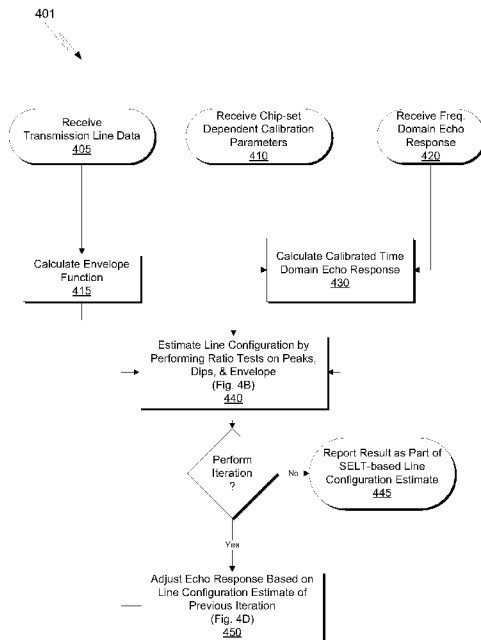 401
Receive
Transmission Line Data
405
Receive Chip-set
Dependent Calibration
Parameters
410
Receive Freq.
Domain Echo
Response
420
Calculate Envelope
Function
415
Calculate Calibrated Time
Domain Echo Response
430
Estimate Line Configuration by
Performing Ratio Tests on Peaks,
Dips, & Envelope
(Fig. 4B)
440
Perform
Iteration
?
No
Report Result as Part of
SELT-based Line
Configuration Estimate
445
Yes
Adjust Echo Response Based on
Line Configuration Estimate of
Previous Iteration
(Fig. 4D)
450